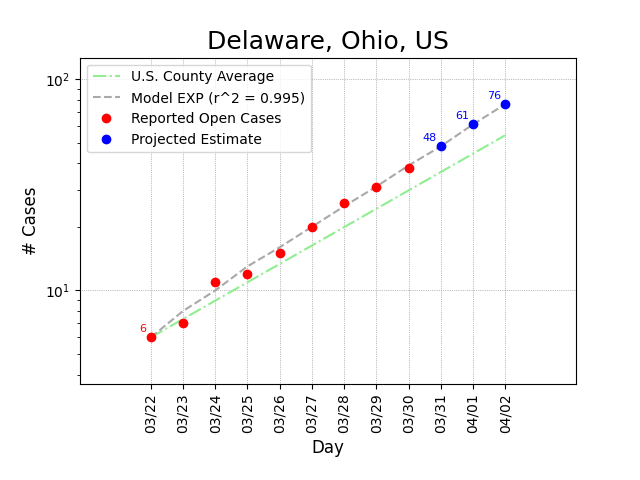 Delaware, Ohio, US
U.S. County Average
Model EXP (r^2 = 0.995)
Reported Open Cases
Projected Estimate
10^2
10^1
# Cases
6
48
61
76
03/22
03/23
03/24
03/25
03/26
03/27
03/28
03/29
03/30
03/31
04/01
04/02
Day